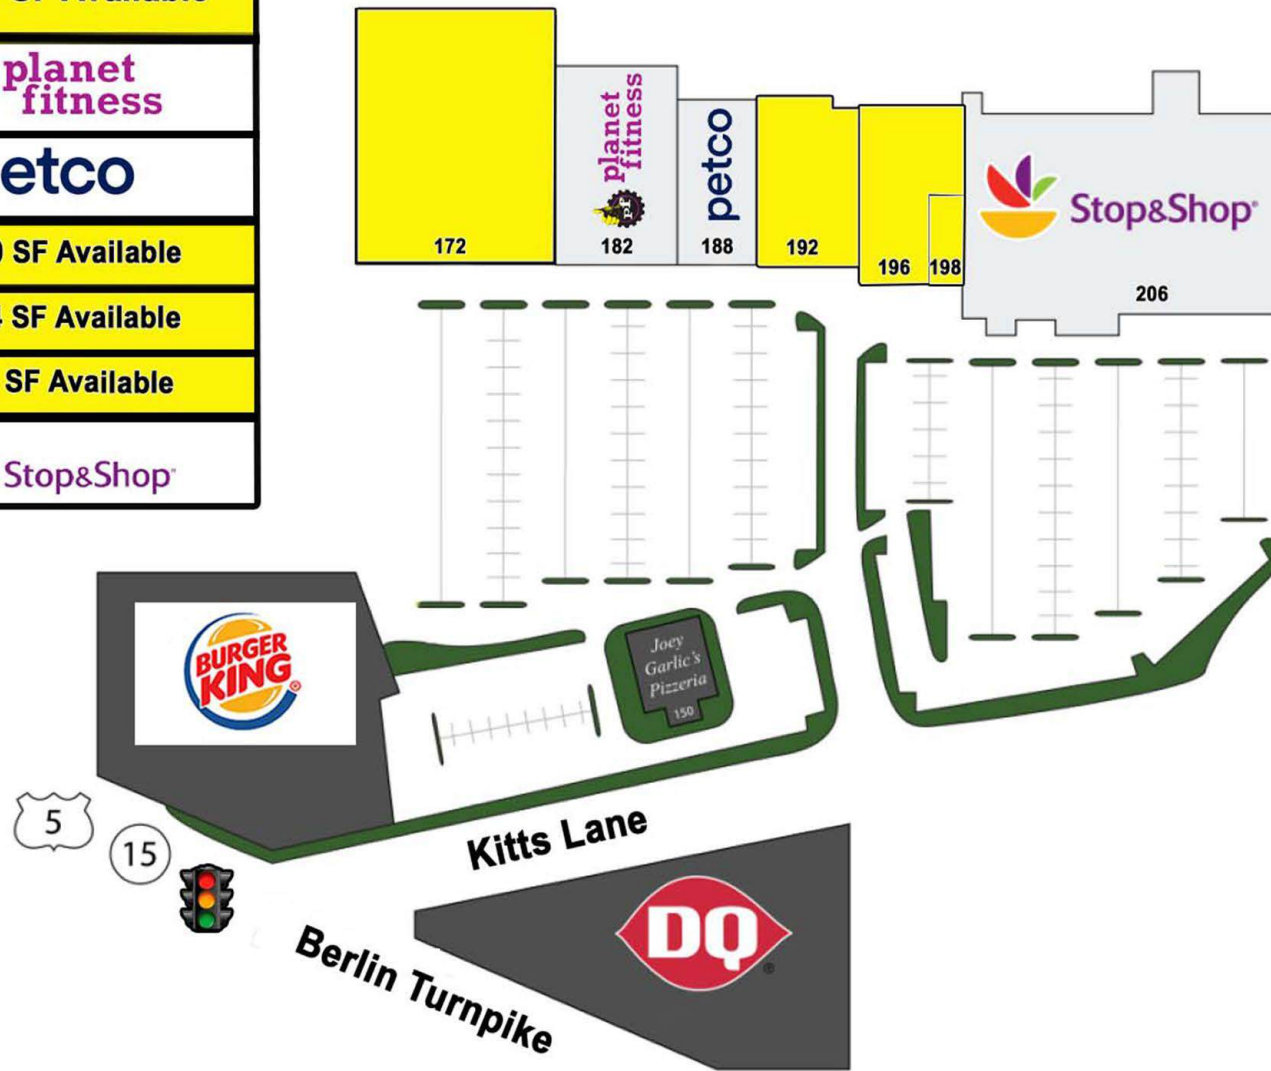 SF Available
planet
fitness
etco
SF Available
SF Available
SF Available
Stop&Shop
172
planet
fitness
pf
182
petco
188
192
196
198
Stop&Shop®
206
BURGER
KING®
Joey
Garlic's
Pizzeria
150
5
15
Kitts Lane
Berlin Turnpike
DQ®